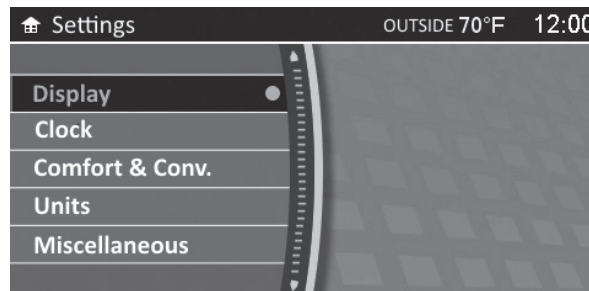 Settings OUTSIDE 70°F 12:00
Display
Clock
Comfort & Conv.
Units
Miscellaneous